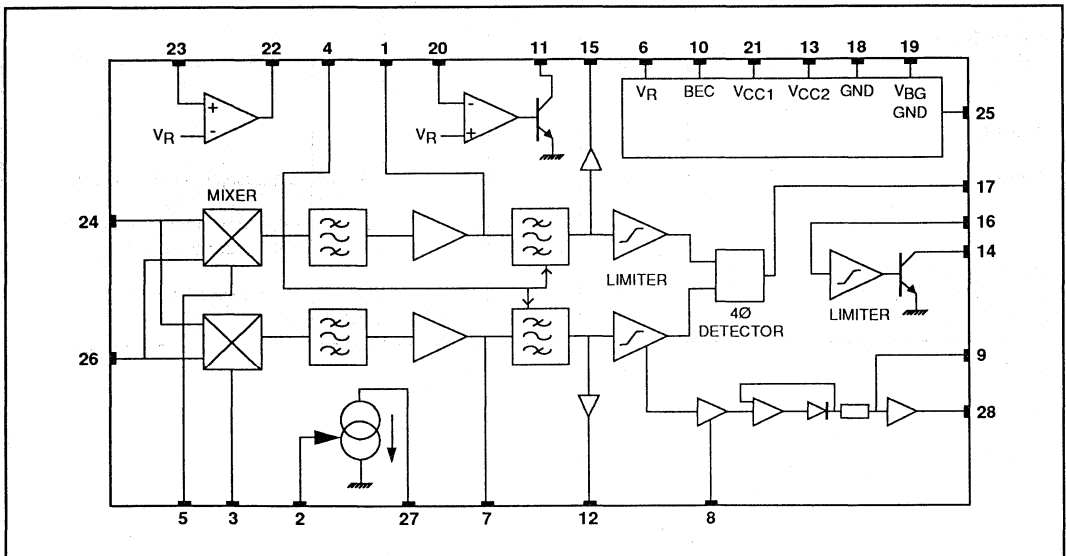 23 22 4 1 20 11 15 6 10 21 13 18 19
VR BEC VCC1 VCC2 GND VBG
GND
+
-
VR
-
+
VR
25
17
MIXER
24
16
14
LIMITER
4Ø
DETECTOR
LIMITER
26
9
28
5 3 2 27 7 12 8